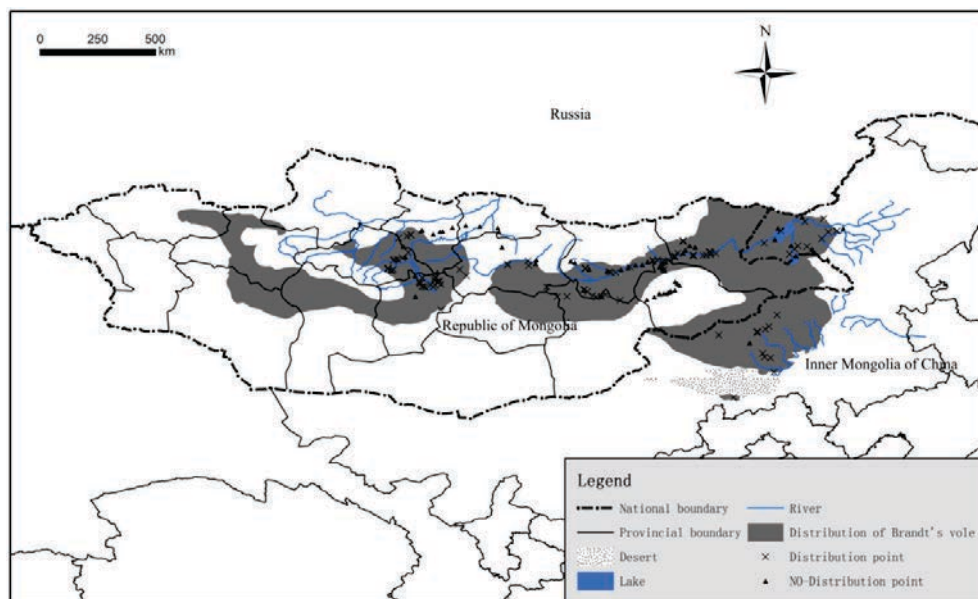 0 250 500
km
N
Russia
Republic of Mongolia
Inner Mongolia of China
Legend
National boundary River
Provincial boundary Distribution of Brandt's vole
Desert × Distribution point
Lake ▲ NO-Distribution point